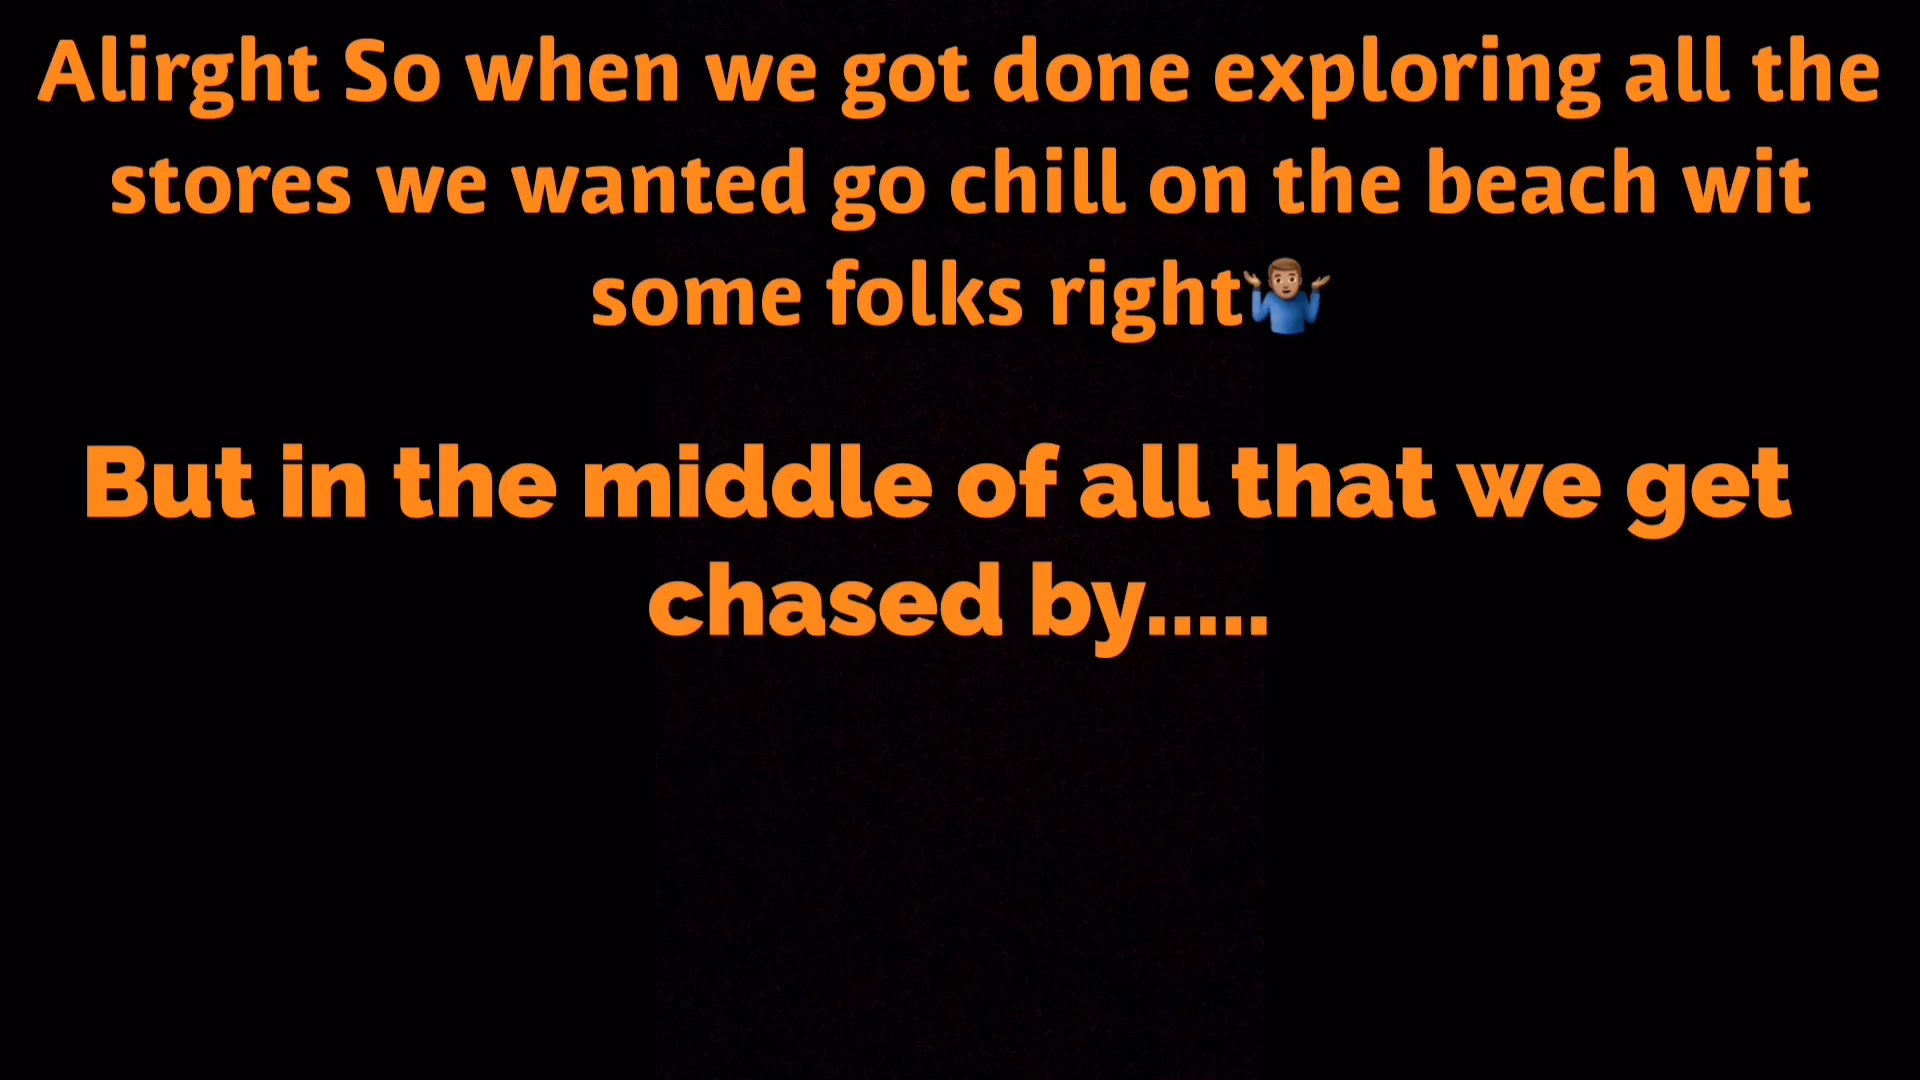 Alirght So when we got done exploring all the
stores we wanted go chill on the beach wit
some folks right🤷🏽‍♂️
But in the middle of all that we get
chased by.....